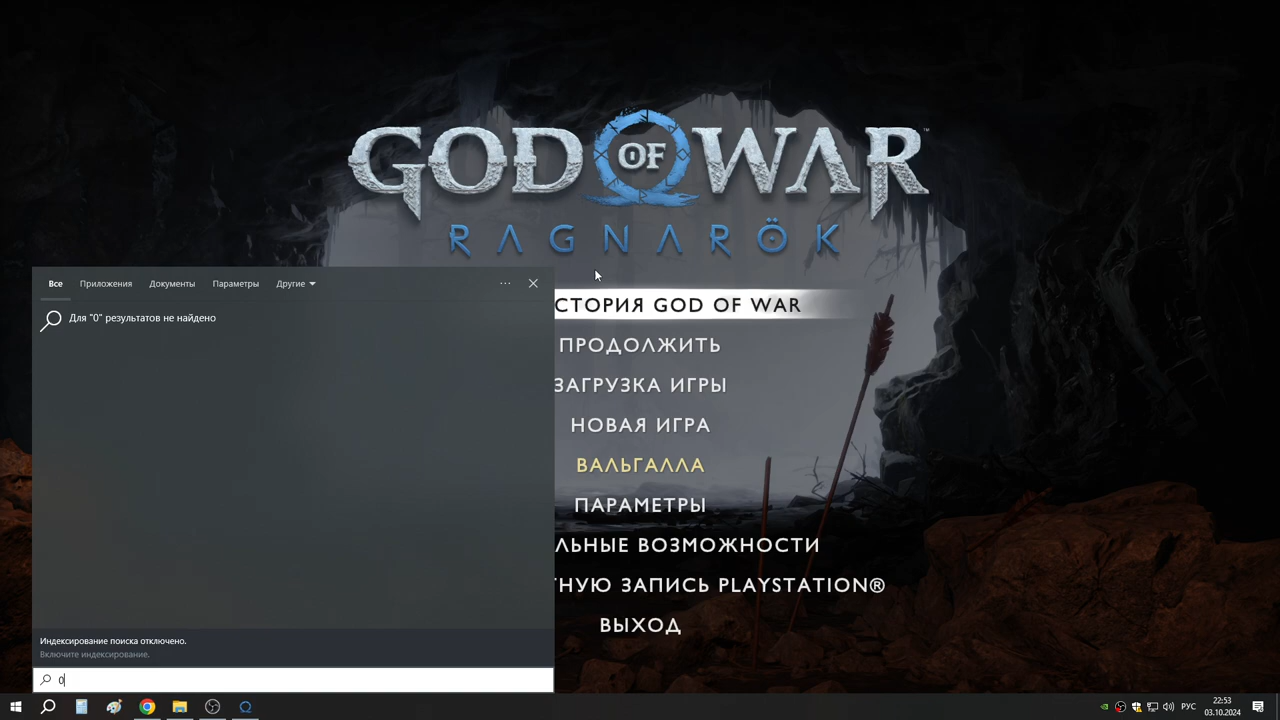 GOD OF WAR™
RAGNARÖK
Все Приложения Документы Параметры Другие
Для "0" результатов не найдено
СТОРИЯ GOD OF WAR
ПРОДОЛЖИТЬ
ЗАГРУЗКА ИГРЫ
НОВАЯ ИГРА
ВАЛЬГАЛЛА
ПАРАМЕТРЫ
ЛЬНЫЕ ВОЗМОЖНОСТИ
ТНУЮ ЗАПИСЬ PLAYSTATION®
ВЫХОД
Индексирование поиска отключено.
Включите индексирование.
0
РУС
22:53
03.10.2024